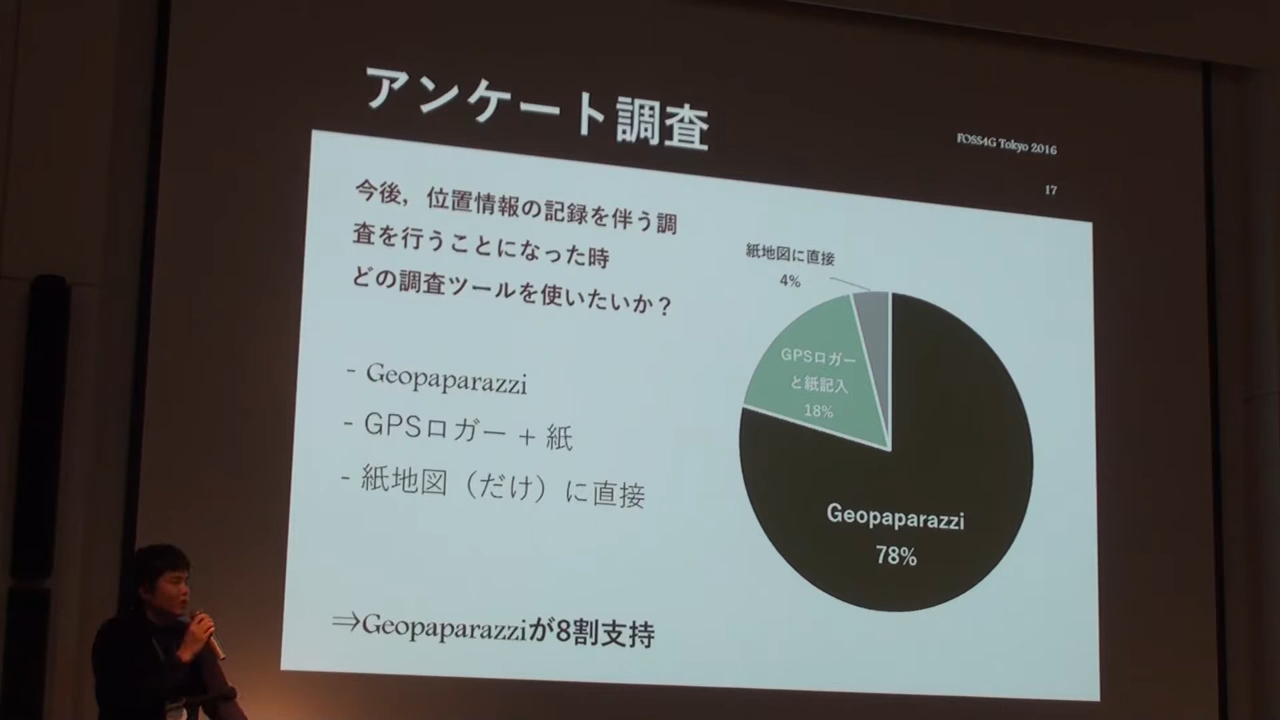 アンケート調査
FOSS4G Tokyo 2016
17
今後，位置情報の記録を伴う調
査を行うことになった時
どの調査ツールを使いたいか？
- Geopaparazzi
- GPSロガー + 紙
- 紙地図（だけ）に直接
⇒Geopaparazziが8割支持
紙地図に直接
4%
GPSロガー
と紙記入
18%
Geopaparazzi
78%